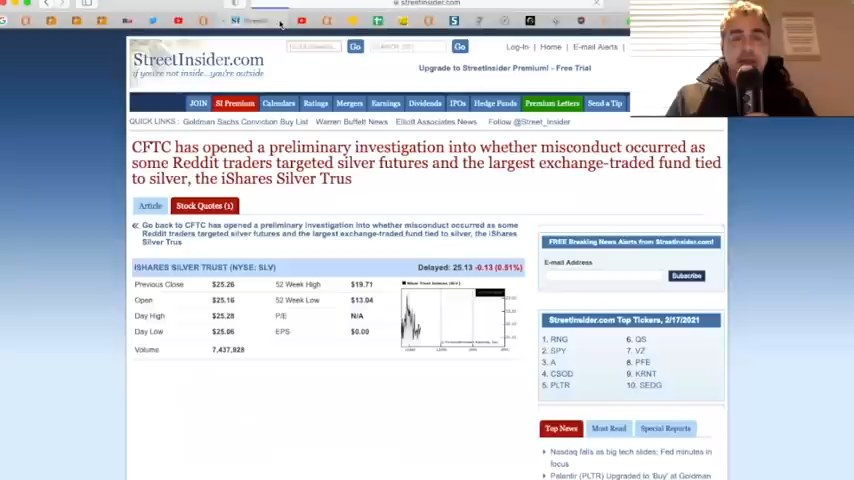 streetinsider.com
StreetInsider.com
if you're not inside...you're outside
Go
Go
Log-In | Home | E-mail Alerts
Upgrade to StreetInsider Premium! - Free Trial
JOIN
SI Premium
Calendars
Ratings
Mergers
Earnings
Dividends
IPOs
Hedge Funds
Premium Letters
Send a Tip
QUICK LINKS: Goldman Sachs Conviction Buy List Warren Buffett News Elliott Associates News Follow @Street_Insider
CFTC has opened a preliminary investigation into whether misconduct occurred as
some Reddit traders targeted silver futures and the largest exchange-traded fund tied
to silver, the iShares Silver Trus
Article
Stock Quotes (1)
« Go back to CFTC has opened a preliminary investigation into whether misconduct occurred as some
Reddit traders targeted silver futures and the largest exchange-traded fund tied to silver, the iShares
Silver Trus
ISHARES SILVER TRUST (NYSE: SLV) Delayed: 25.13 -0.13 (0.51%)
Previous Close $25.26 52 Week High $19.71
Open $25.16 52 Week Low $13.04
Day High $25.28 P/E N/A
Day Low $25.06 EPS $0.00
Volume 7,437,928
FREE Breaking News Alerts from StreetInsider.com!
E-mail Address
Subscribe
StreetInsider.com Top Tickers, 2/17/2021
1. RNG 6. QS
2. SPY 7. VZ
3. A 8. PFE
4. CSOD 9. KRNT
5. PLTR 10. SEDG
Top News
Most Read
Special Reports
Nasdaq falls as big tech slides; Fed minutes in
focus
Palantir (PLTR) Upgraded to 'Buy' at Goldman